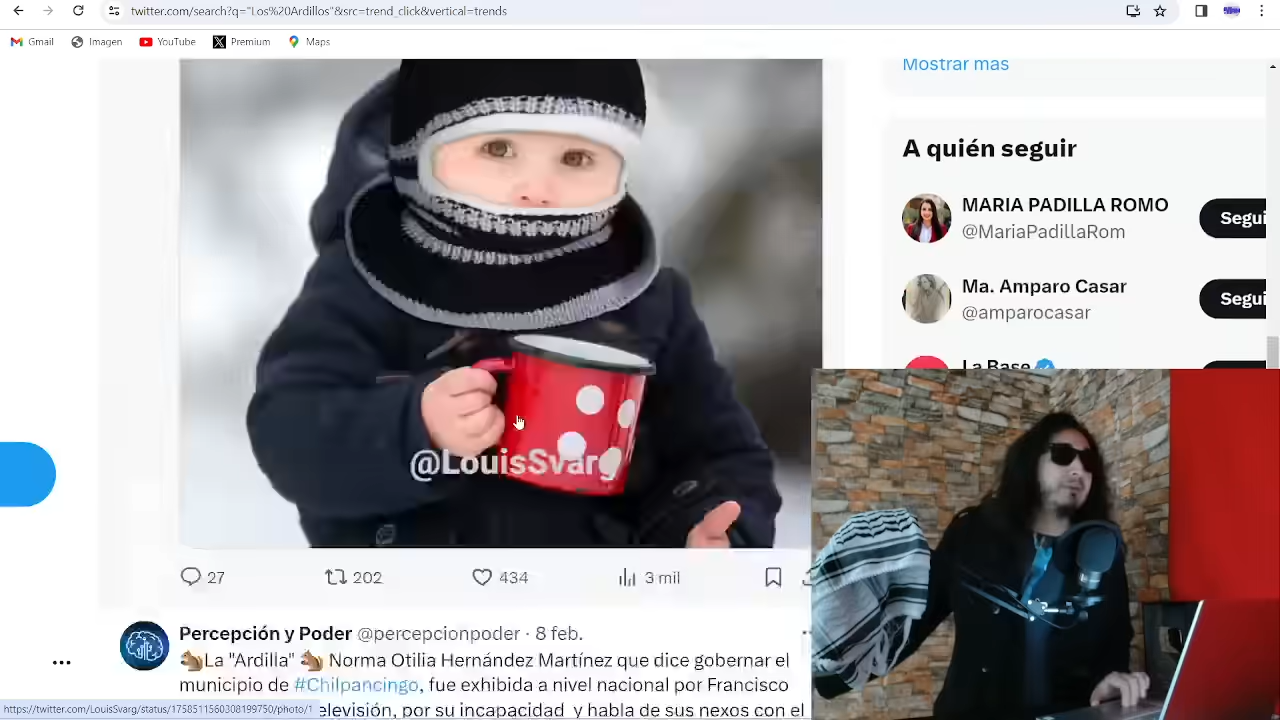 twitter.com/search?q="Los%20Ardillos"&src=trend_click&vertical=trends
Gmail
Imagen
YouTube
Premium
Maps
Mostrar mas
A quién seguir
MARIA PADILLA ROMO
@MariaPadillaRom
Segui
Ma. Amparo Casar
@amparocasar
Segui
La Base
@LouisSvarg
27
202
434
3 mil
Percepción y Poder @percepcionpoder · 8 feb.
La "Ardilla" Norma Otilia Hernández Martínez que dice gobernar el
municipio de #Chilpancingo, fue exhibida a nivel nacional por Francisco
elevisión, por su incapacidad y habla de sus nexos con el
https://twitter.com/LouisSvarg/status/1758511560308199750/photo/1